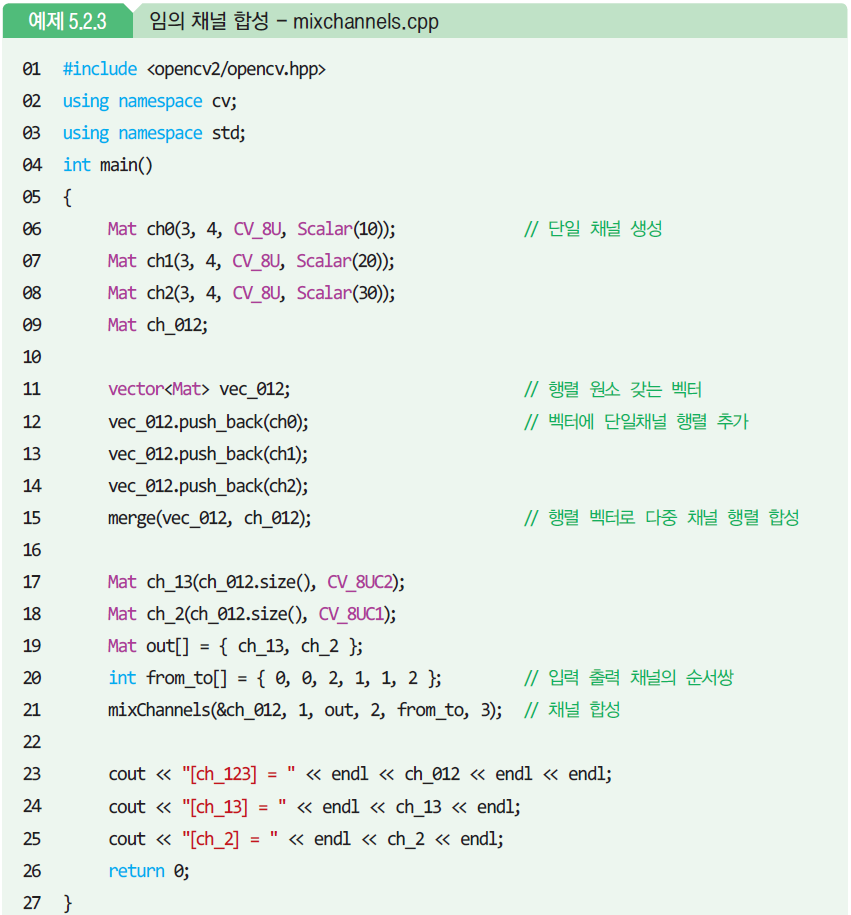 예제 5.2.3 임의 채널 합성 - mixchannels.cpp
01 #include <opencv2/opencv.hpp>
02 using namespace cv;
03 using namespace std;
04 int main()
05 {
06 Mat ch0(3, 4, CV_8U, Scalar(10)); // 단일 채널 생성
07 Mat ch1(3, 4, CV_8U, Scalar(20));
08 Mat ch2(3, 4, CV_8U, Scalar(30));
09 Mat ch_012;
10
11 vector<Mat> vec_012; // 행렬 원소 갖는 벡터
12 vec_012.push_back(ch0); // 벡터에 단일채널 행렬 추가
13 vec_012.push_back(ch1);
14 vec_012.push_back(ch2);
15 merge(vec_012, ch_012); // 행렬 벡터로 다중 채널 행렬 합성
16
17 Mat ch_13(ch_012.size(), CV_8UC2);
18 Mat ch_2(ch_012.size(), CV_8UC1);
19 Mat out[] = { ch_13, ch_2 };
20 int from_to[] = { 0, 0, 2, 1, 1, 2 }; // 입력 출력 채널의 순서쌍
21 mixChannels(&ch_012, 1, out, 2, from_to, 3); // 채널 합성
22
23 cout << "[ch_123] = " << endl << ch_012 << endl << endl;
24 cout << "[ch_13] = " << endl << ch_13 << endl;
25 cout << "[ch_2] = " << endl << ch_2 << endl;
26 return 0;
27 }